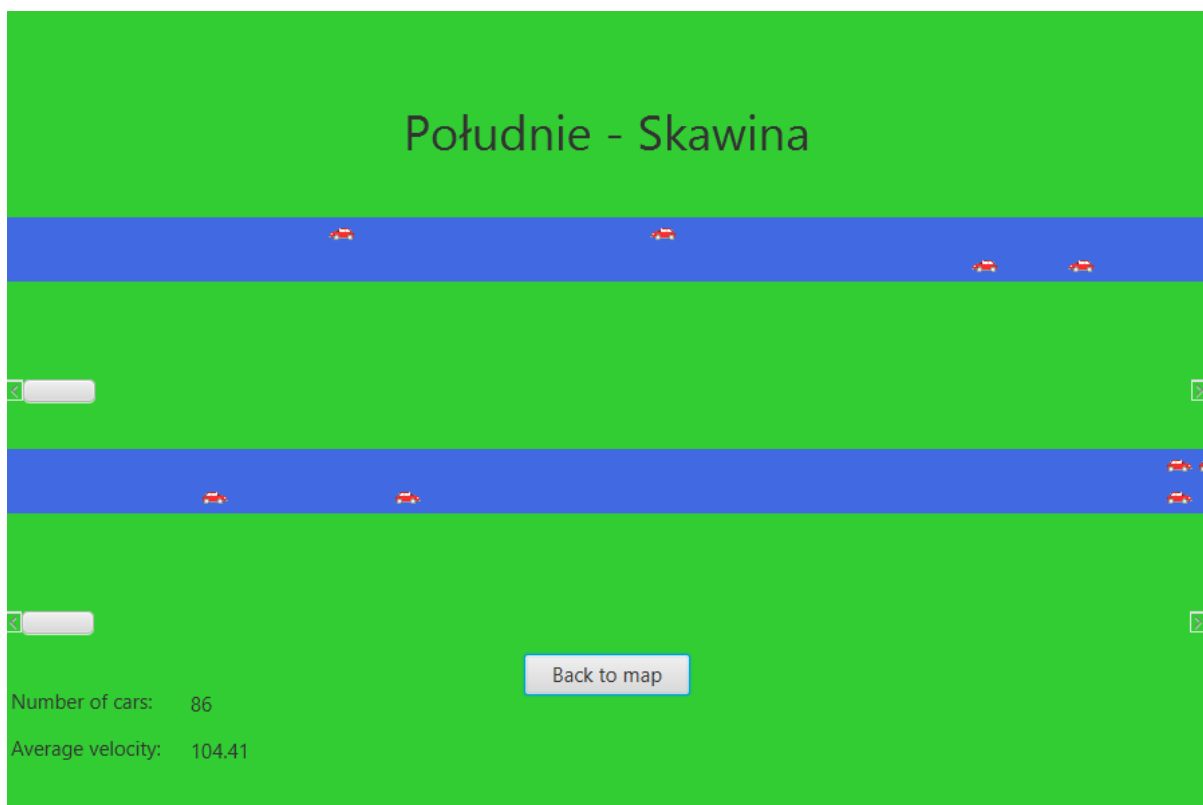 Południe - Skawina
Back to map
Number of cars: 86
Average velocity: 104.41